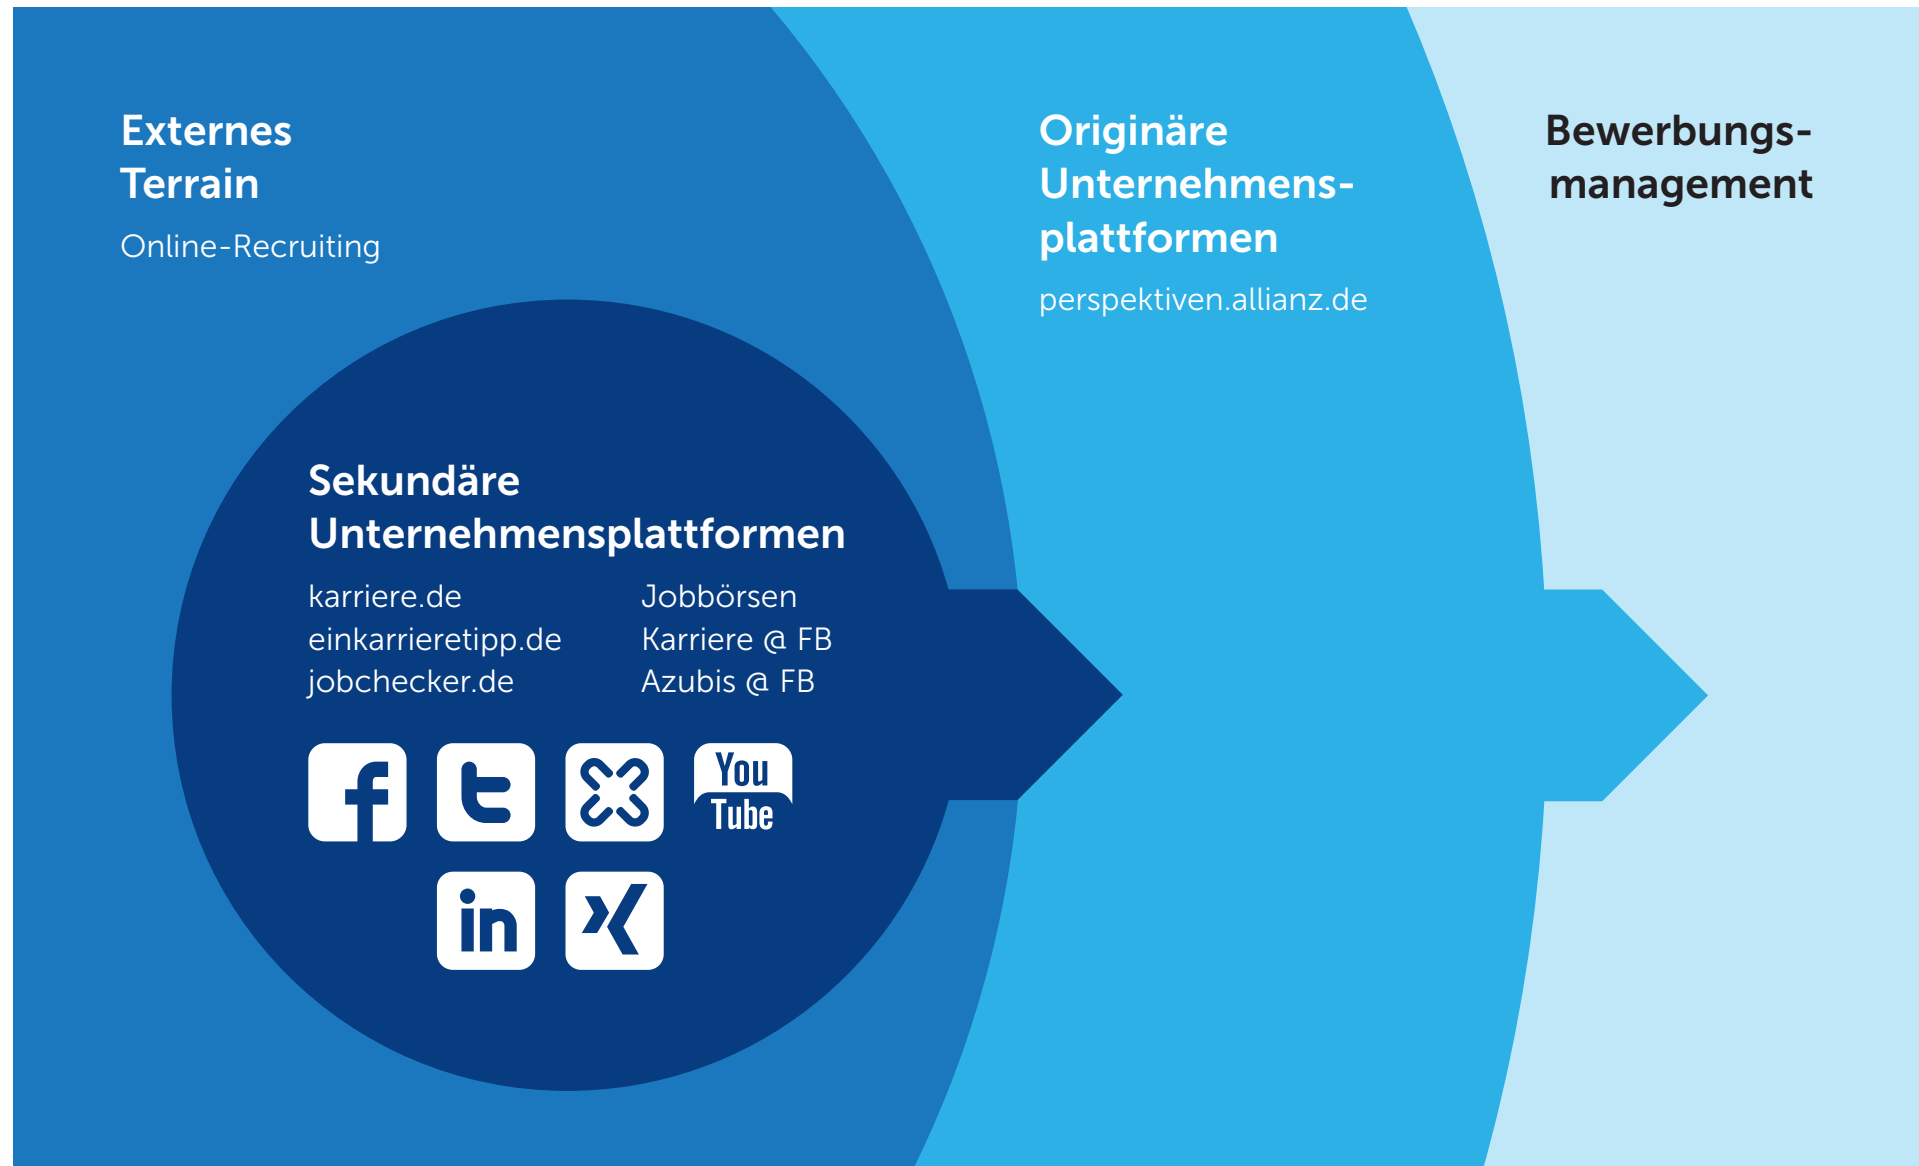 Externes
Terrain
Online-Recruiting
Originäre
Unternehmens-
plattformen
perspektiven.allianz.de
Bewerbungs-
management
Sekundäre
Unternehmensplattformen
karriere.de
einkarrieretipp.de
jobchecker.de
Jobbörsen
Karriere @ FB
Azubis @ FB
f
t
You
Tube
in